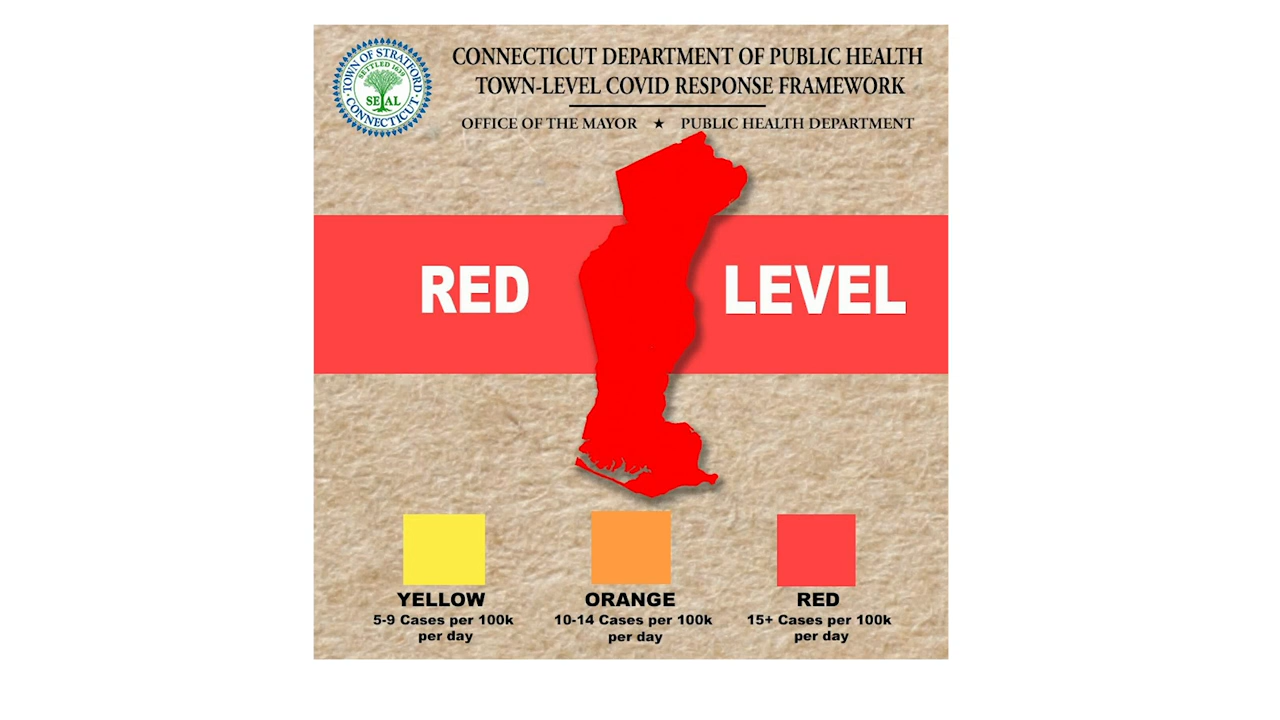 TOWN OF STRATFORD
SETTLED 1639
SEAL
CONNECTICUT
CONNECTICUT DEPARTMENT OF PUBLIC HEALTH
TOWN-LEVEL COVID RESPONSE FRAMEWORK
OFFICE OF THE MAYOR ★ PUBLIC HEALTH DEPARTMENT
RED LEVEL
YELLOW
5-9 Cases per 100k
per day
ORANGE
10-14 Cases per 100k
per day
RED
15+ Cases per 100k
per day